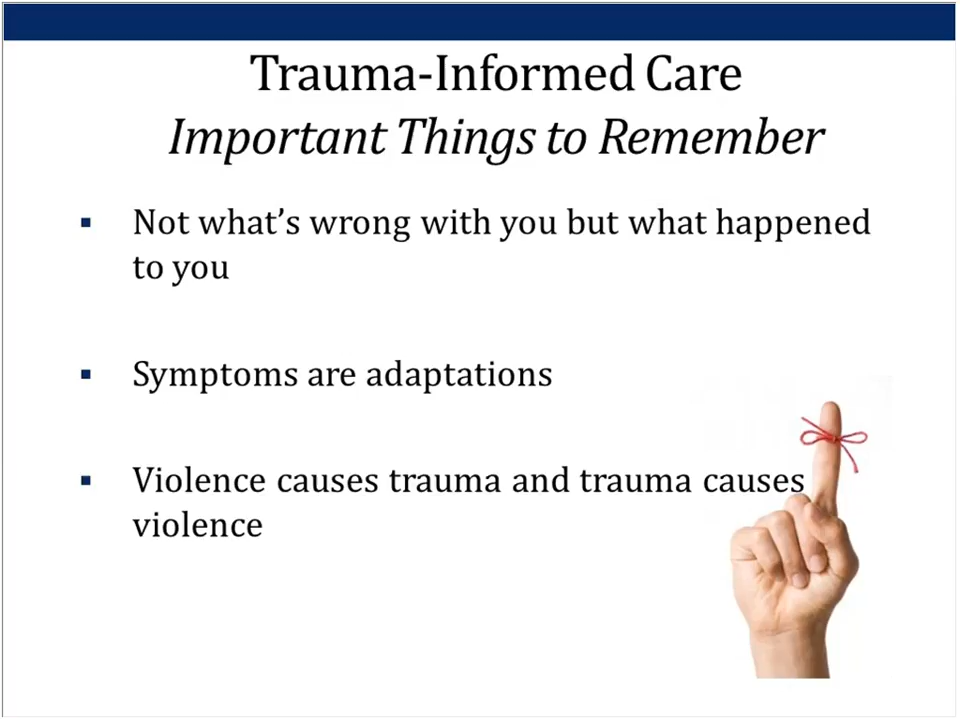 Trauma-Informed Care
Important Things to Remember
▪ Not what’s wrong with you but what happened
to you
▪ Symptoms are adaptations
▪ Violence causes trauma and trauma causes
violence